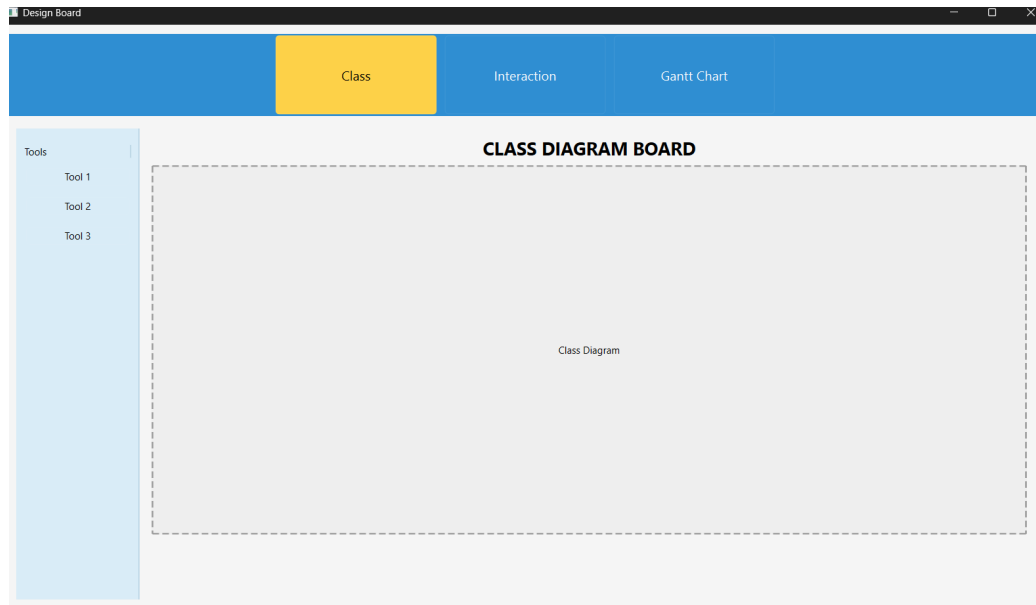 Design Board
Class Interaction Gantt Chart
Tools
Tool 1
Tool 2
Tool 3
CLASS DIAGRAM BOARD
Class Diagram